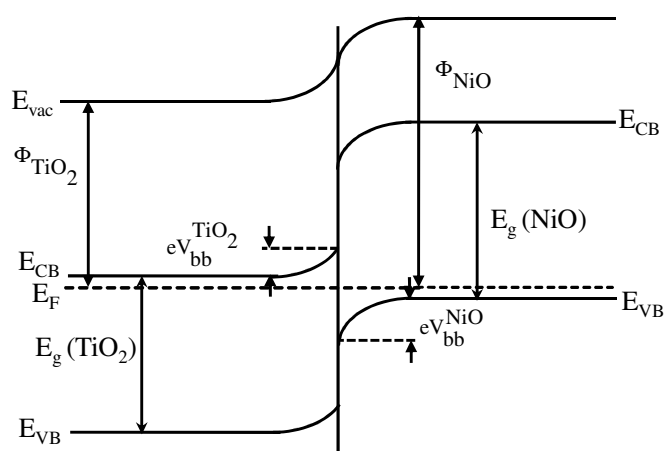 E_vac
Φ_TiO₂
Φ_NiO
E_CB
E_g (NiO)
eV_bb^TiO₂
E_CB
E_F
E_VB
E_g (TiO₂)
eV_bb^NiO
E_VB